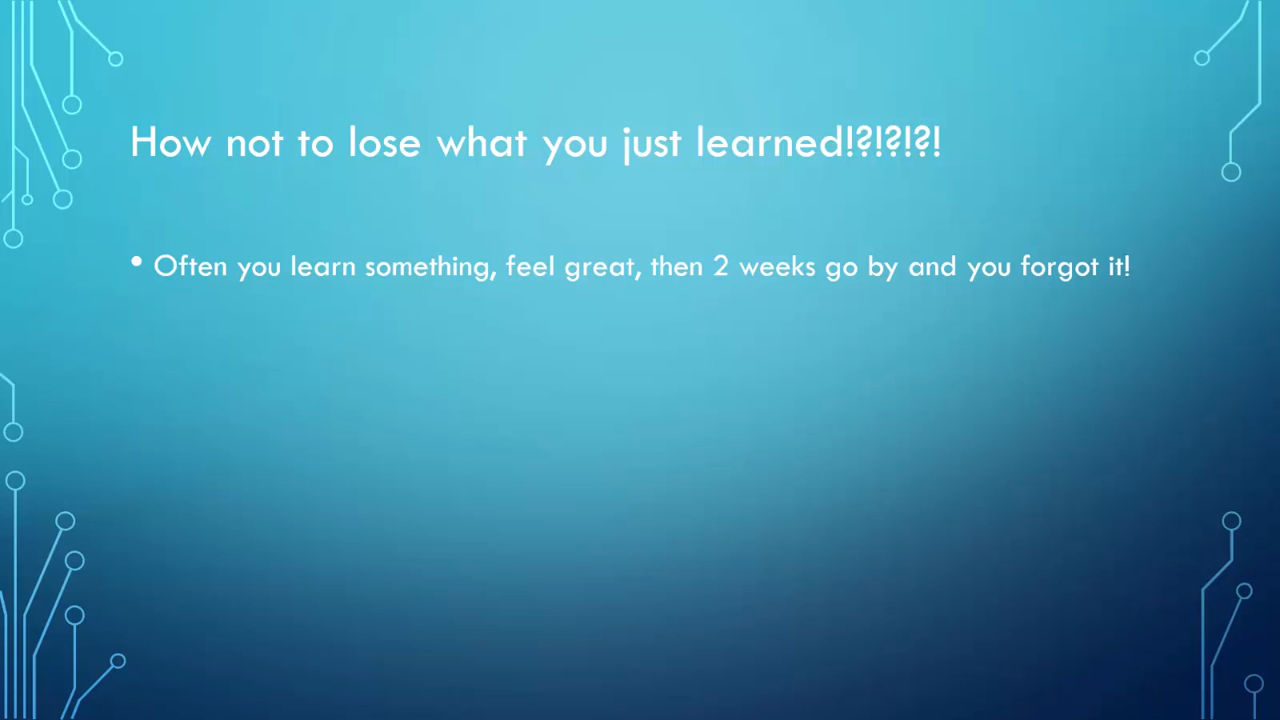 How not to lose what you just learned!?!?!?!
• Often you learn something, feel great, then 2 weeks go by and you forgot it!